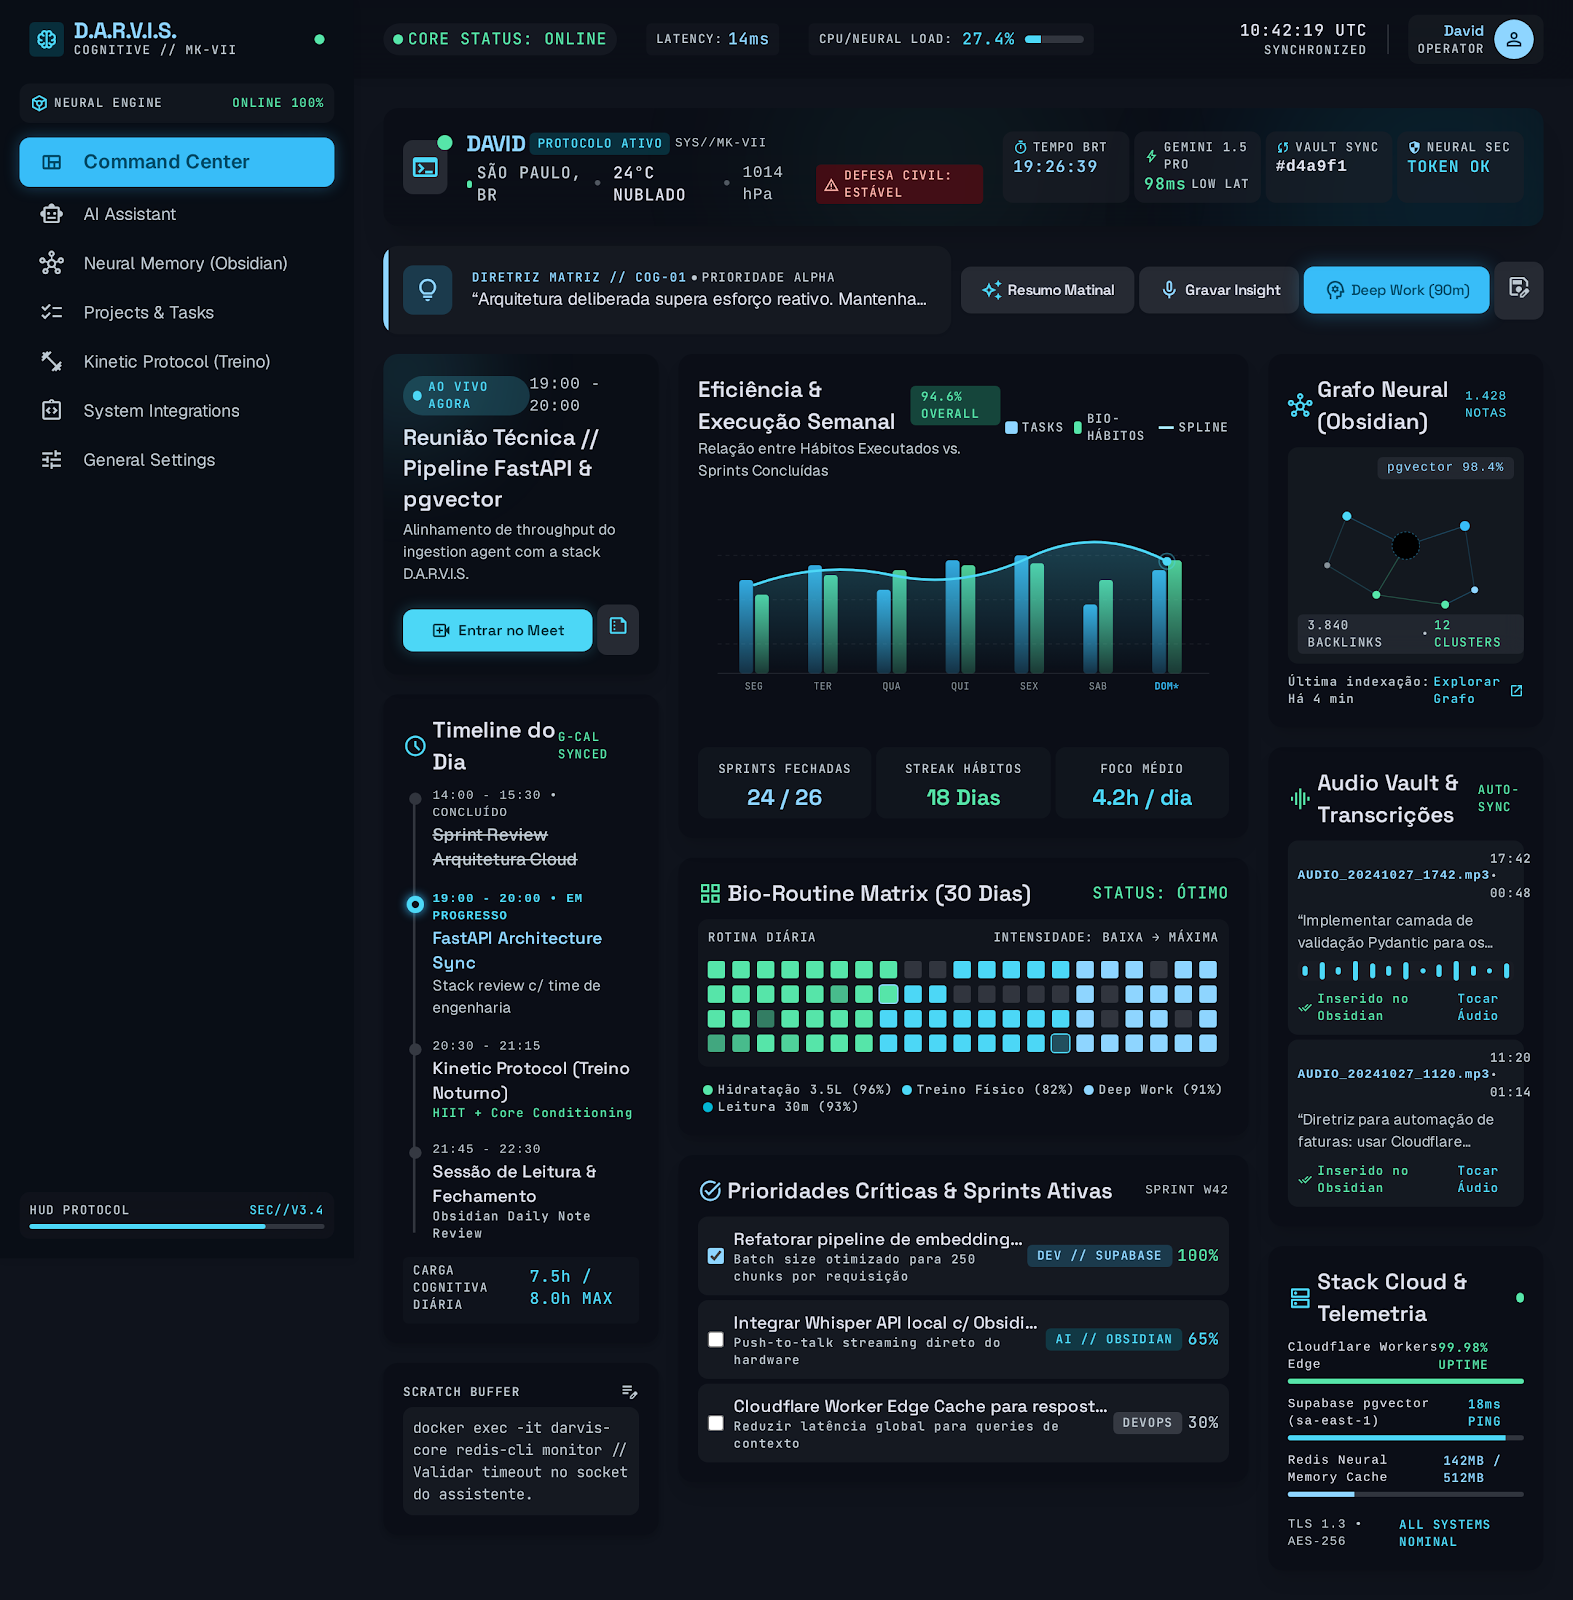 D.A.R.V.I.S.
COGNITIVE // MK-VII
NEURAL ENGINE
ONLINE 100%
Command Center
AI Assistant
Neural Memory (Obsidian)
Projects & Tasks
Kinetic Protocol (Treino)
System Integrations
General Settings
HUD PROTOCOL
SEC//V3.4
CORE STATUS: ONLINE
LATENCY: 14ms
CPU/NEURAL LOAD: 27.4%
10:42:19 UTC
SYNCHRONIZED
David
OPERATOR
DAVID
PROTOCOLO ATIVO
SYS//MK-VII
SÃO PAULO,
BR
•
24°C
NUBLADO
•
1014
hPa
DEFESA CIVIL:
ESTÁVEL
TEMPO BRT
19:26:39
GEMINI 1.5
PRO
98ms LOW LAT
VAULT SYNC
#d4a9f1
NEURAL SEC
TOKEN OK
DIRETRIZ MATRIZ // COG-01 • PRIORIDADE ALPHA
“Arquitetura deliberada supera esforço reativo. Mantenha...
Resumo Matinal
Gravar Insight
Deep Work (90m)
AO VIVO
AGORA
19:00 -
20:00
Reunião Técnica //
Pipeline FastAPI &
pgvector
Alinhamento de throughput do
ingestion agent com a stack
D.A.R.V.I.S.
Entrar no Meet
Timeline do
Dia
G-CAL
SYNCED
14:00 - 15:30 •
CONCLUÍDO
Sprint Review
Arquitetura Cloud
19:00 - 20:00 • EM
PROGRESSO
FastAPI Architecture
Sync
Stack review c/ time de
engenharia
20:30 - 21:15
Kinetic Protocol (Treino
Noturno)
HIIT + Core Conditioning
21:45 - 22:30
Sessão de Leitura &
Fechamento
Obsidian Daily Note
Review
CARGA
COGNITIVA
DIÁRIA
7.5h /
8.0h MAX
SCRATCH BUFFER
docker exec -it darvis-
core redis-cli monitor //
Validar timeout no socket
do assistente.
Eficiência &
Execução Semanal
94.6%
OVERALL
Relação entre Hábitos Executados vs.
Sprints Concluídas
TASKS
BIO-
HÁBITOS
SPLINE
SEG
TER
QUA
QUI
SEX
SAB
DOM*
SPRINTS FECHADAS
24 / 26
STREAK HÁBITOS
18 Dias
FOCO MÉDIO
4.2h / dia
Bio-Routine Matrix (30 Dias)
STATUS: ÓTIMO
ROTINA DIÁRIA
INTENSIDADE: BAIXA → MÁXIMA
Hidratação 3.5L (96%)
Treino Físico (82%)
Deep Work (91%)
Leitura 30m (93%)
Prioridades Críticas & Sprints Ativas
SPRINT W42
Refatorar pipeline de embedding...
Batch size otimizado para 250
chunks por requisição
DEV // SUPABASE
100%
Integrar Whisper API local c/ Obsidi...
Push-to-talk streaming direto do
hardware
AI // OBSIDIAN
65%
Cloudflare Worker Edge Cache para respost...
Reduzir latência global para queries de
contexto
DEVOPS
30%
Grafo Neural
(Obsidian)
1.428
NOTAS
pgvector 98.4%
3.840
BACKLINKS
•
12
CLUSTERS
Última indexação:
Há 4 min
Explorar
Grafo
Audio Vault &
Transcrições
AUTO-
SYNC
AUDIO_20241027_1742.mp3
17:42
•
00:48
“Implementar camada de
validação Pydantic para os...
Inserido no
Obsidian
Tocar
Áudio
AUDIO_20241027_1120.mp3
11:20
•
01:14
“Diretriz para automação de
faturas: usar Cloudflare...
Inserido no
Obsidian
Tocar
Áudio
Stack Cloud &
Telemetria
Cloudflare Workers
Edge
99.98%
UPTIME
Supabase pgvector
(sa-east-1)
18ms
PING
Redis Neural
Memory Cache
142MB /
512MB
TLS 1.3 •
AES-256
ALL SYSTEMS
NOMINAL